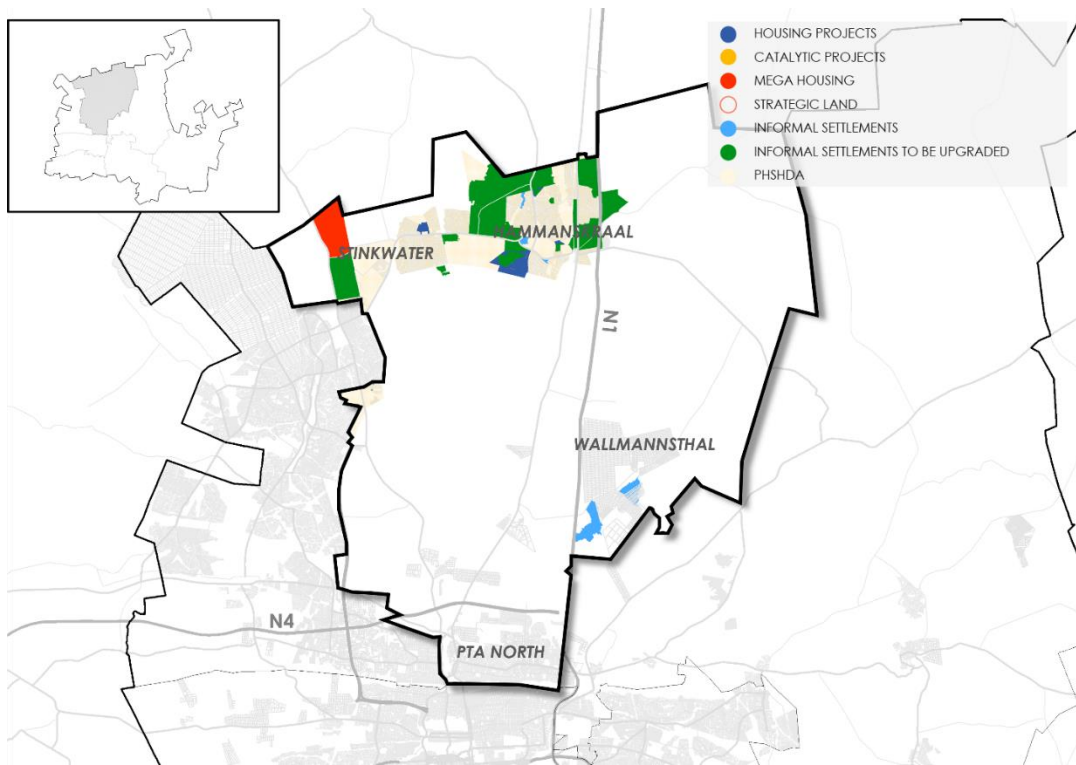 HOUSING PROJECTS
CATALYTIC PROJECTS
MEGA HOUSING
STRATEGIC LAND
INFORMAL SETTLEMENTS
INFORMAL SETTLEMENTS TO BE UPGRADED
PHSHDA
HAMMANSKRAAL
STINKWATER
N1
WALLMANNSTHAL
N4
PTA NORTH